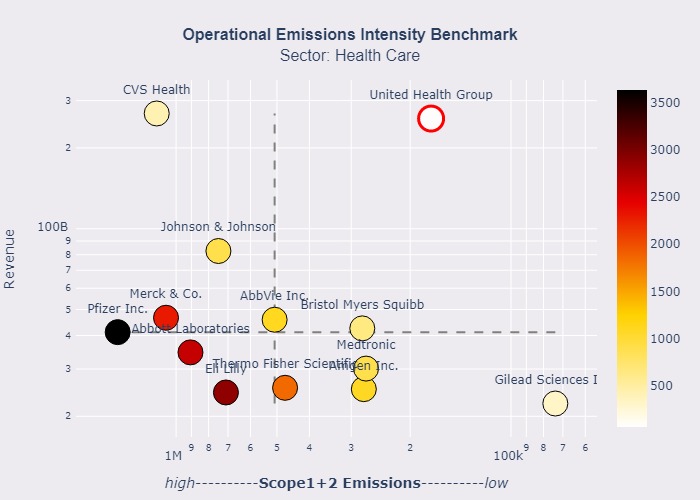 Operational Emissions Intensity Benchmark
Sector: Health Care
CVS Health
United Health Group
Johnson & Johnson
Merck & Co.
AbbVie Inc.
Bristol Myers Squibb
Pfizer Inc.
Abbott Laboratories
Medtronic
Thermo Fisher Scientific
Amgen Inc.
Eli Lilly
Gilead Sciences I
Revenue
3
2
100B
9
8
7
6
5
4
3
2
1M
9
8
7
6
5
4
3
2
100k
9
8
7
6
high----------Scope1+2 Emissions----------low
3500
3000
2500
2000
1500
1000
500